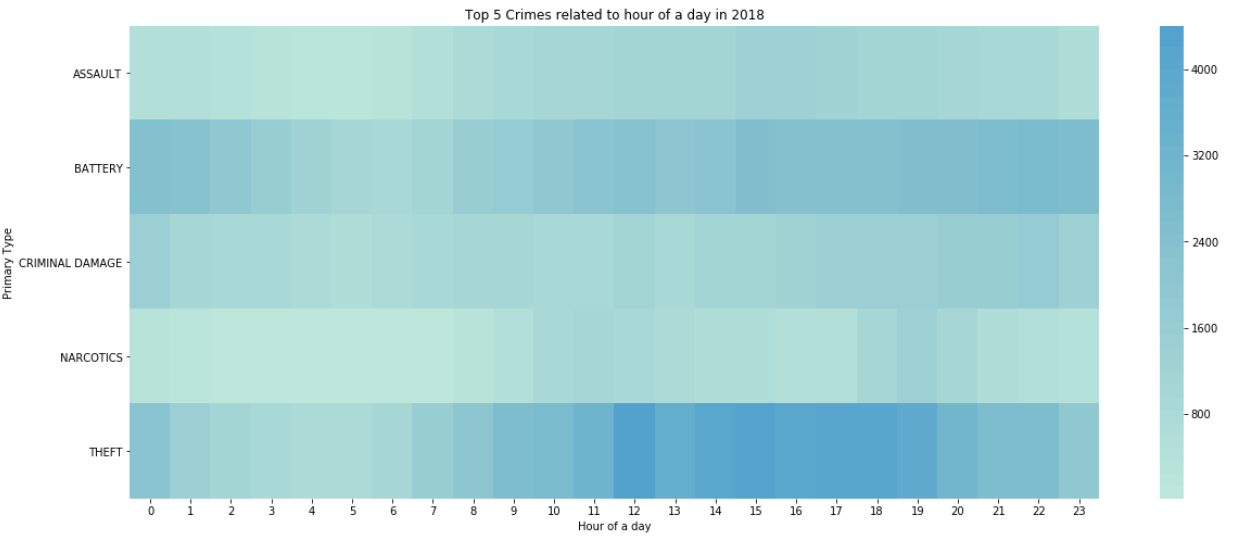 Top 5 Crimes related to hour of a day in 2018
Primary Type
ASSAULT
BATTERY
CRIMINAL DAMAGE
NARCOTICS
THEFT
0 1 2 3 4 5 6 7 8 9 10 11 12 13 14 15 16 17 18 19 20 21 22 23
Hour of a day
4000
3200
2400
1600
800